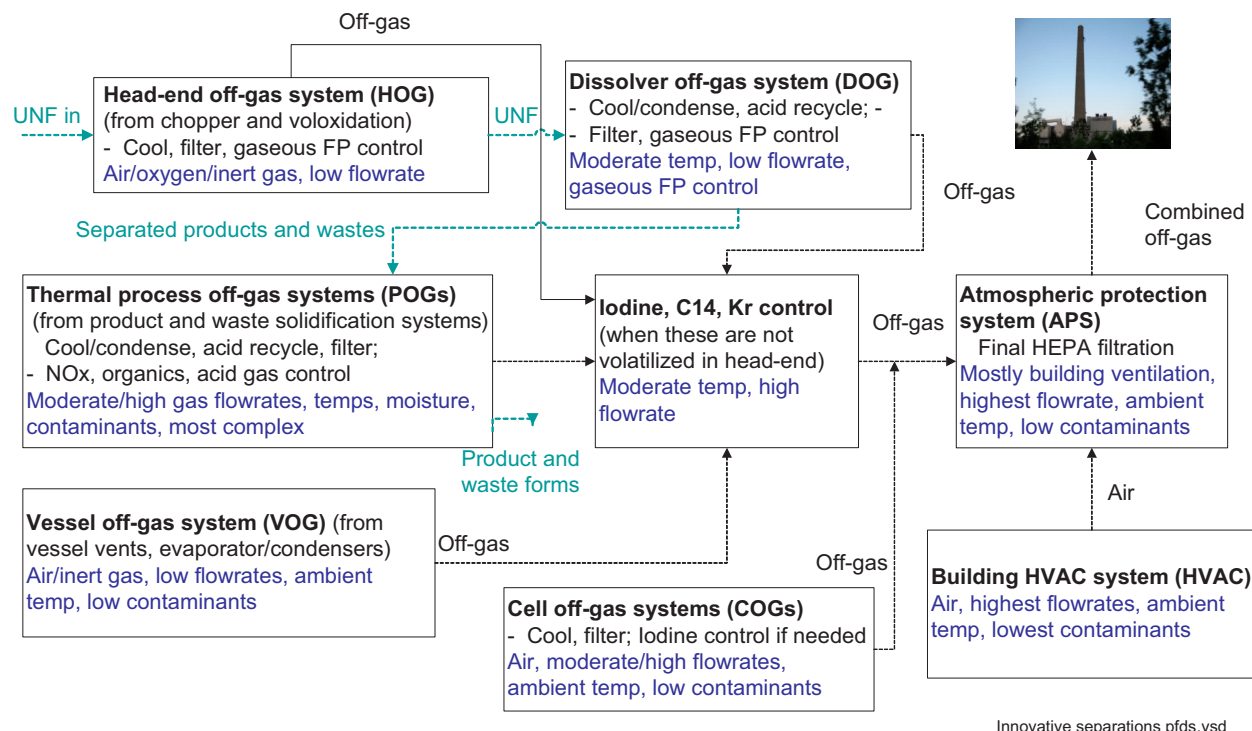 Off-gas
Head-end off-gas system (HOG)
(from chopper and voloxidation)
- Cool, filter, gaseous FP control
Air/oxygen/inert gas, low flowrate
UNF in
UNF
Dissolver off-gas system (DOG)
- Cool/condense, acid recycle; -
- Filter, gaseous FP control
Moderate temp, low flowrate,
gaseous FP control
Off-gas
Combined
off-gas
Separated products and wastes
Thermal process off-gas systems (POGs)
(from product and waste solidification systems)
Cool/condense, acid recycle, filter;
- NOx, organics, acid gas control
Moderate/high gas flowrates, temps, moisture,
contaminants, most complex
Iodine, C14, Kr control
(when these are not
volatilized in head-end)
Moderate temp, high
flowrate
Off-gas
Atmospheric protection
system (APS)
Final HEPA filtration
Mostly building ventilation,
highest flowrate, ambient
temp, low contaminants
Product and
waste forms
Air
Vessel off-gas system (VOG) (from
vessel vents, evaporator/condensers)
Air/inert gas, low flowrates, ambient
temp, low contaminants
Off-gas
Off-gas
Cell off-gas systems (COGs)
- Cool, filter; Iodine control if needed
Air, moderate/high flowrates,
ambient temp, low contaminants
Building HVAC system (HVAC)
Air, highest flowrates, ambient
temp, lowest contaminants
Innovative separations pfds.vsd